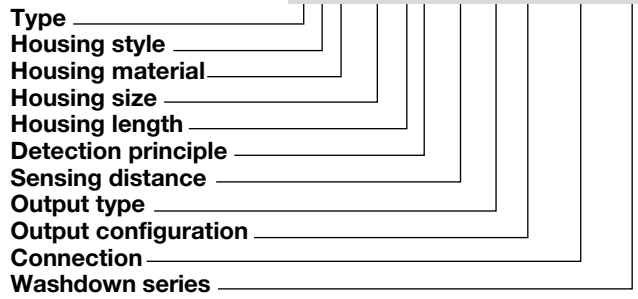 Type
Housing style
Housing material
Housing size
Housing length
Detection principle
Sensing distance
Output type
Output configuration
Connection
Washdown series